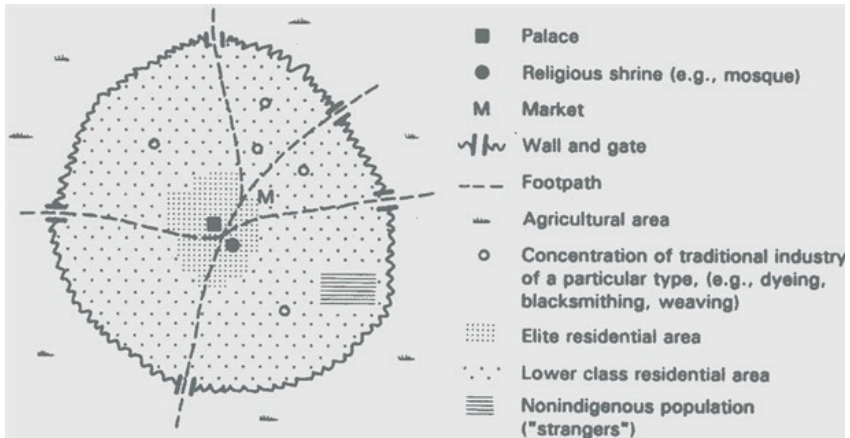 Palace
Religious shrine (e.g., mosque)
M Market
Wall and gate
Footpath
Agricultural area
Concentration of traditional industry
of a particular type, (e.g., dyeing,
blacksmithing, weaving)
Elite residential area
Lower class residential area
Nonindigenous population
("strangers")
M